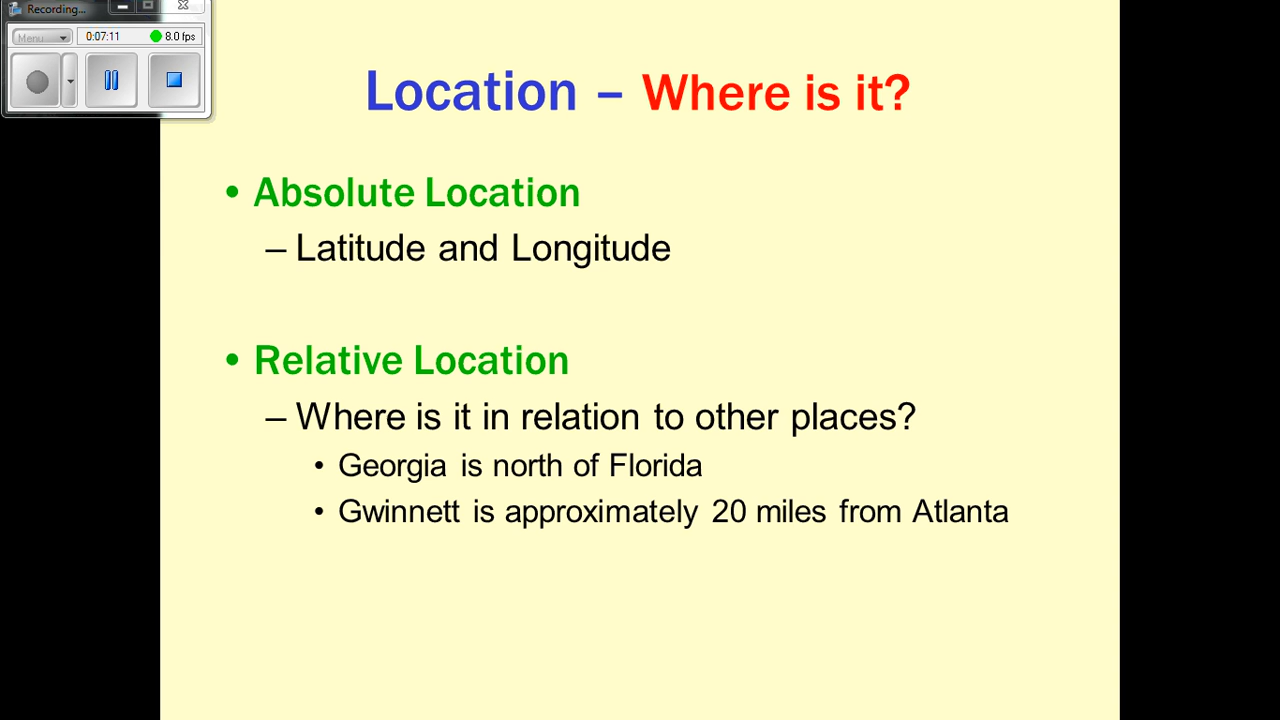 Recording...
Menu
0:07:11
8.0 fps
Location – Where is it?
• Absolute Location
– Latitude and Longitude
• Relative Location
– Where is it in relation to other places?
• Georgia is north of Florida
• Gwinnett is approximately 20 miles from Atlanta